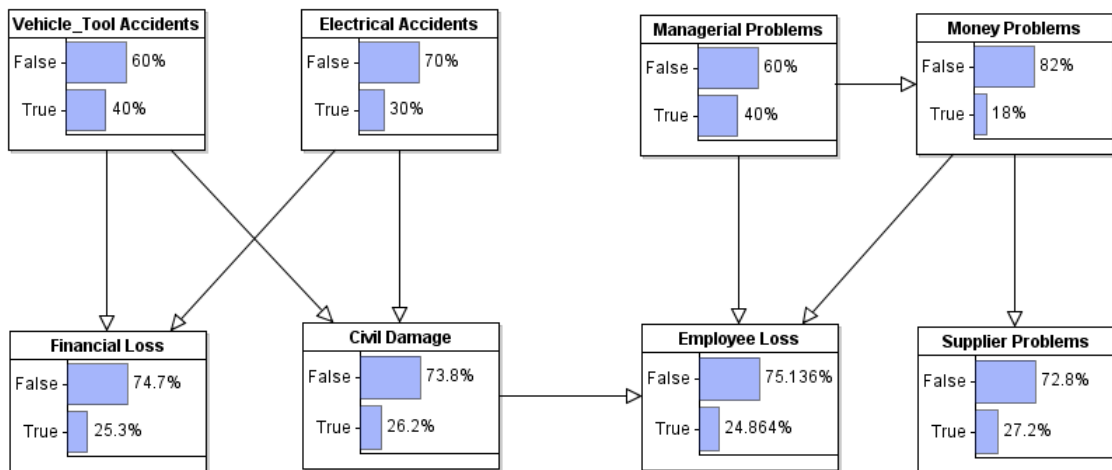 Vehicle_Tool Accidents
False 60%
True 40%
Electrical Accidents
False 70%
True 30%
Managerial Problems
False 60%
True 40%
Money Problems
False 82%
True 18%
Financial Loss
False 74.7%
True 25.3%
Civil Damage
False 73.8%
True 26.2%
Employee Loss
False 75.136%
True 24.864%
Supplier Problems
False 72.8%
True 27.2%